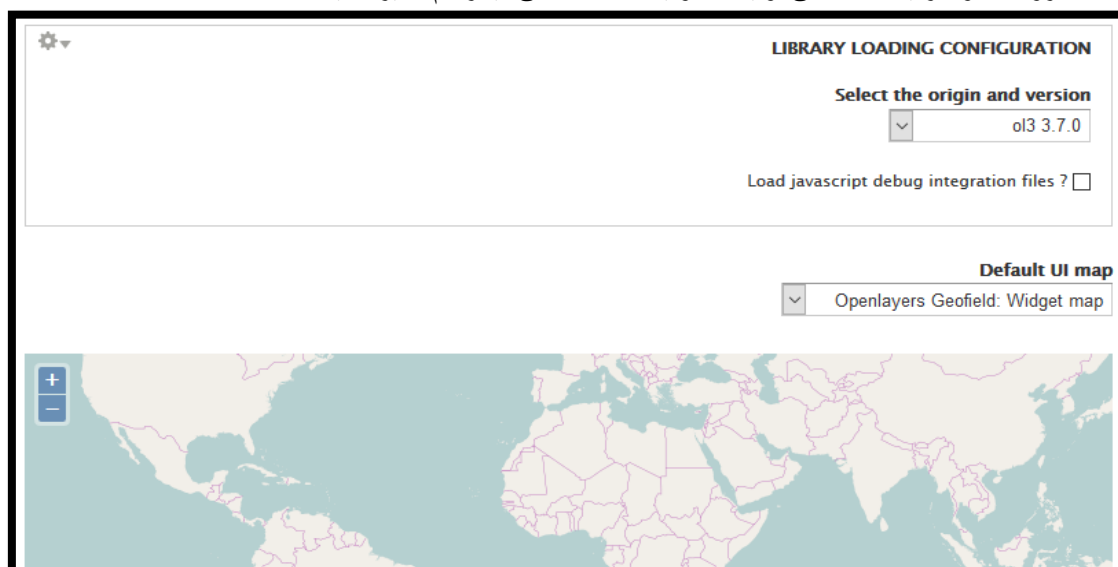 LIBRARY LOADING CONFIGURATION
Select the origin and version
ol3 3.7.0
Load javascript debug integration files ?
Default UI map
Openlayers Geofield: Widget map
+
−